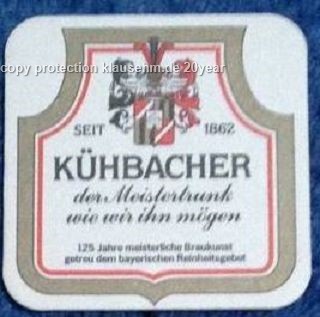 copy protection klausenm.de 20year
SEIT 1862
KÜHBACHER
der Meistertrunk
wie wir ihn mögen
125 Jahre meisterliche Braukunst
getreu dem bayerischen Reinheitsgebot